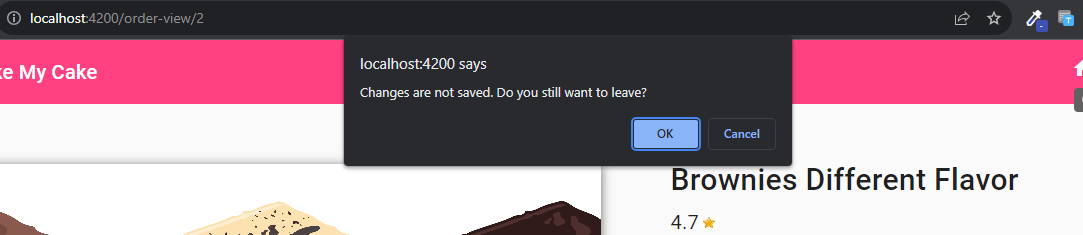 localhost:4200/order-view/2
localhost:4200 says
ke My Cake
Changes are not saved. Do you still want to leave?
OK
Cancel
Brownies Different Flavor
4.7